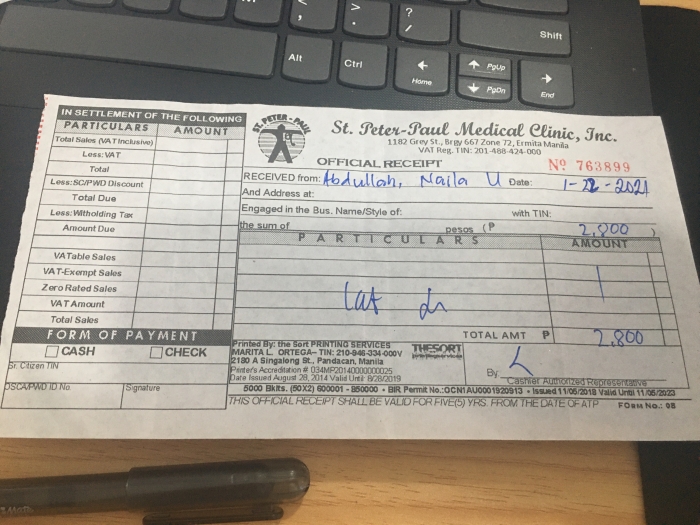 ?
,
>
.
/
Shift
Alt
Ctrl
Home
PgUp
PgDn
End
IN SETTLEMENT OF THE FOLLOWING
PARTICULARS AMOUNT
Total Sales (VAT Inclusive)
Less: VAT
Total
Less: SC/PWD Discount
Total Due
Less: Witholding Tax
Amount Due
VATable Sales
VAT-Exempt Sales
Zero Rated Sales
VAT Amount
Total Sales
FORM OF PAYMENT
CASH CHECK
Sr. Citizen TIN
OSCA/PWD ID No Signature
ST. PETER-PAUL
St. Peter-Paul Medical Clinic, Inc.
1182 Grey St., Brgy 667 Zone 72, Ermita Manila
VAT Reg. TIN: 201-488-424-000
OFFICIAL RECEIPT Nº 763899
RECEIVED from: Abdullah, Naila U Date: 1-22-2021
And Address at:
Engaged in the Bus. Name/Style of: with TIN:
the sum of pesos (P 2,800 )
PARTICULARS AMOUNT
TOTAL AMT P 2,800
Printed By: the Sort PRINTING SERVICES
MARITA L. ORTEGA- TIN: 210-946-334-000V
2180 A Singalong St., Pandacan, Manila
Printer's Accreditation # 034MP20140000000025
Date Issued August 28, 2014 Valid Until 8/28/2019
THESORT
By:
Cashier Authorized Representative
5000 Bkts. (50X2) 600001 - 850000 • BIR Permit No.: OCN1AU0001920913 • Issued 11/05/2018 Valid Until 11/05/2023
THIS OFFICIAL RECEIPT SHALL BE VALID FOR FIVE(5) YRS. FROM THE DATE OF ATP FORM NO.: 08